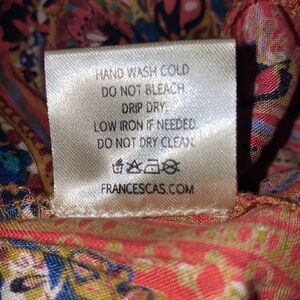 HAND WASH COLD
DO NOT BLEACH
DRIP DRY
LOW IRON IF NEEDED
DO NOT DRY CLEAN
FRANCESCAS.COM